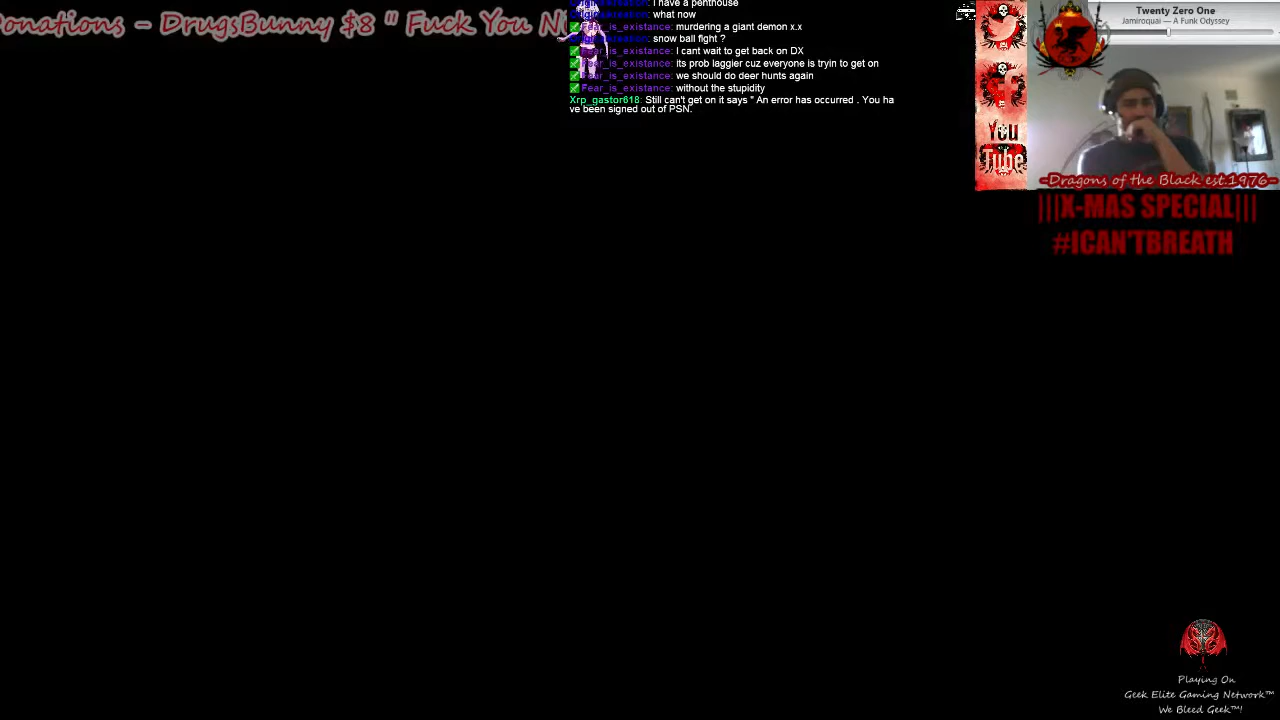 onations - DrugsBunny $8 " Fuck You Ni
I have a penthouse
what now
Fear_is_existance: murdering a giant demon x.x
snow ball fight ?
Fear_is_existance: I cant wait to get back on DX
Fear_is_existance: its prob laggier cuz everyone is tryin to get on
Fear_is_existance: we should do deer hunts again
Fear_is_existance: without the stupidity
Xrp_gastor618: Still can't get on it says " An error has occurred . You ha
ve been signed out of PSN.
Twenty Zero One
Jamiroquai — A Funk Odyssey
You
Tube
-Dragons of the Black est.1976-
|||X-MAS SPECIAL|||
#ICAN'TBREATH
Playing On
Geek Elite Gaming Network™
We Bleed Geek™!